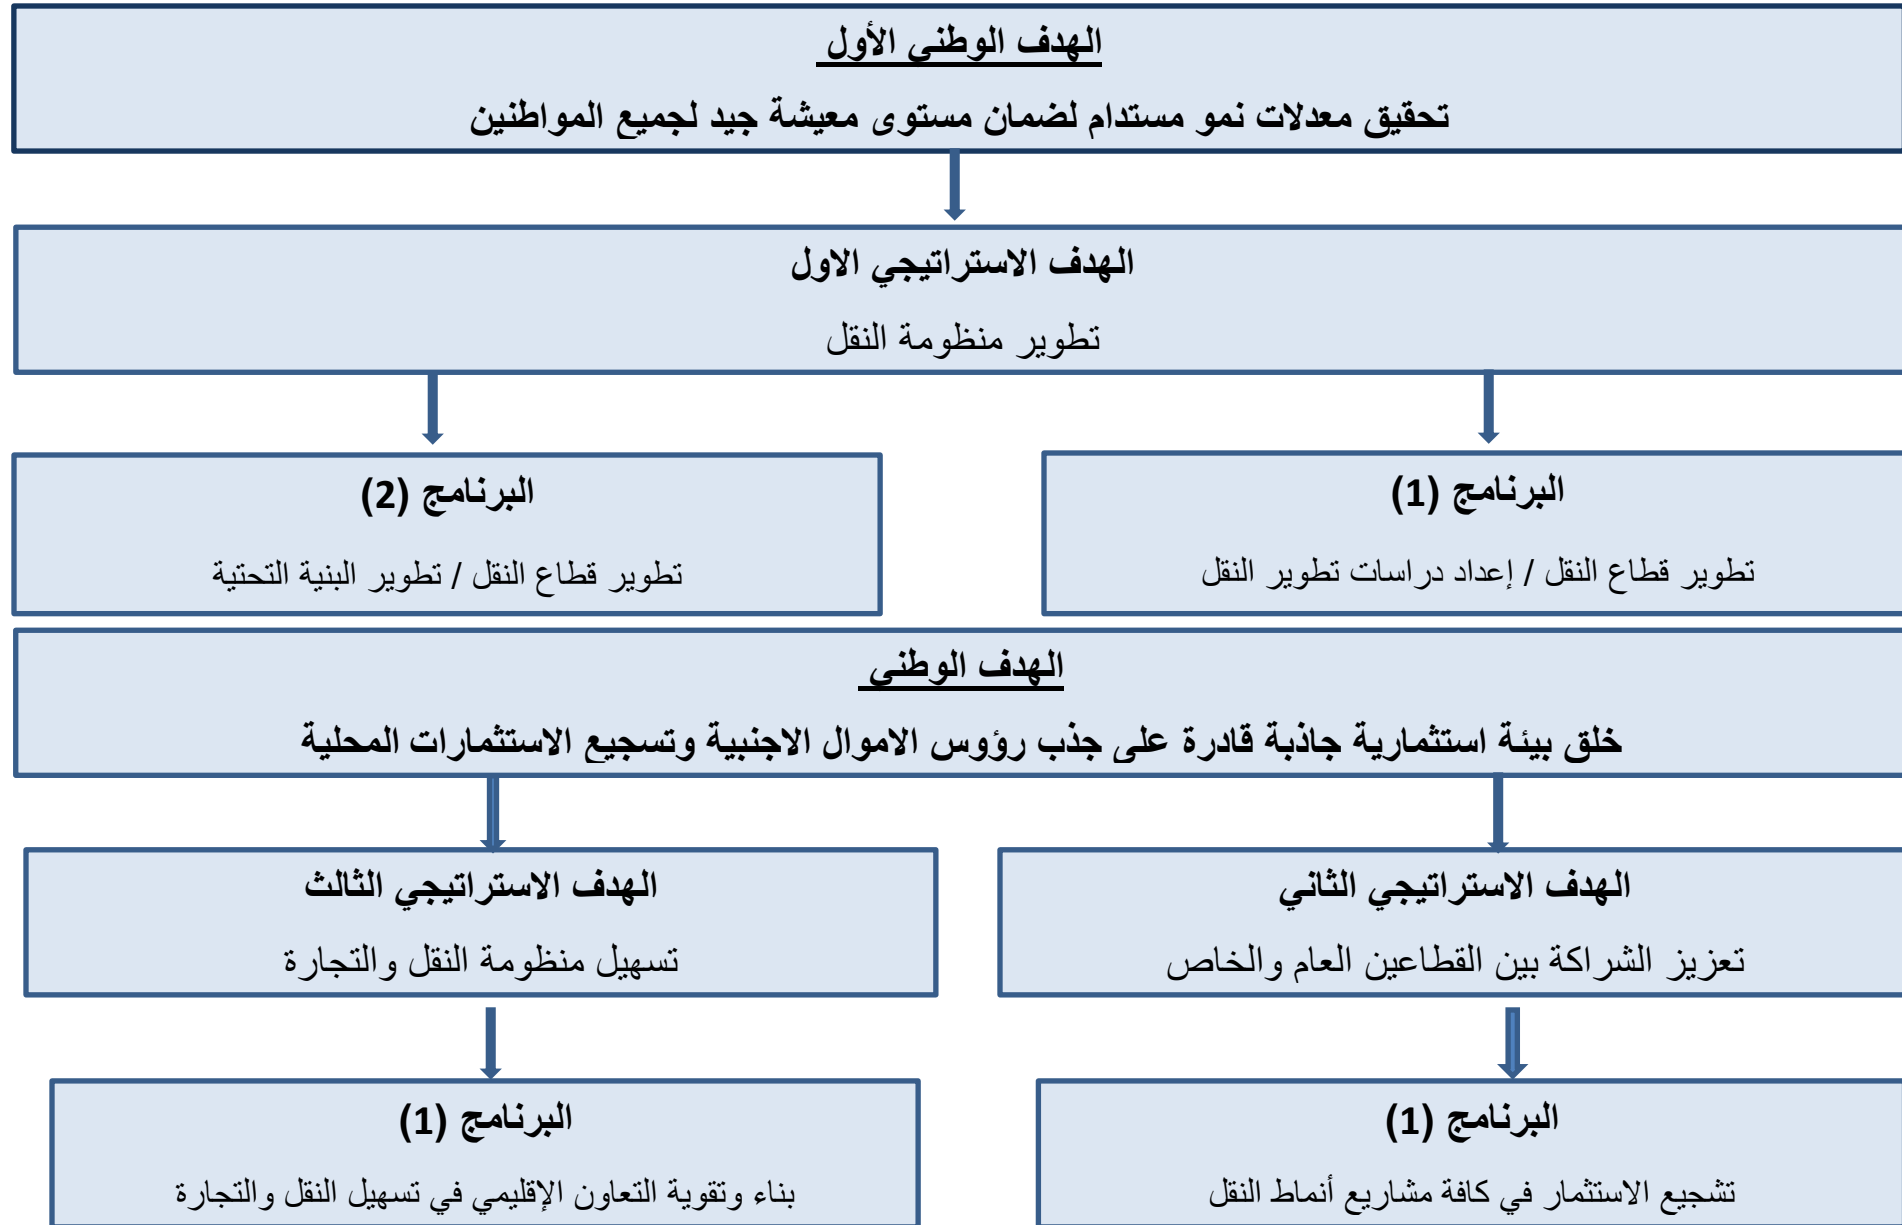 الهدف الوطني الأول
تحقيق معدلات نمو مستدام لضمان مستوى معيشة جيد لجميع المواطنين
الهدف الاستراتيجي الاول
تطوير منظومة النقل
البرنامج (1)
تطوير قطاع النقل / إعداد دراسات تطوير النقل
البرنامج (2)
تطوير قطاع النقل / تطوير البنية التحتية
الهدف الوطني
خلق بيئة استثمارية جاذبة قادرة على جذب رؤوس الاموال الاجنبية وتسجيع الاستثمارات المحلية
الهدف الاستراتيجي الثاني
تعزيز الشراكة بين القطاعين العام والخاص
الهدف الاستراتيجي الثالث
تسهيل منظومة النقل والتجارة
البرنامج (1)
تشجيع الاستثمار في كافة مشاريع أنماط النقل
البرنامج (1)
بناء وتقوية التعاون الإقليمي في تسهيل النقل والتجارة